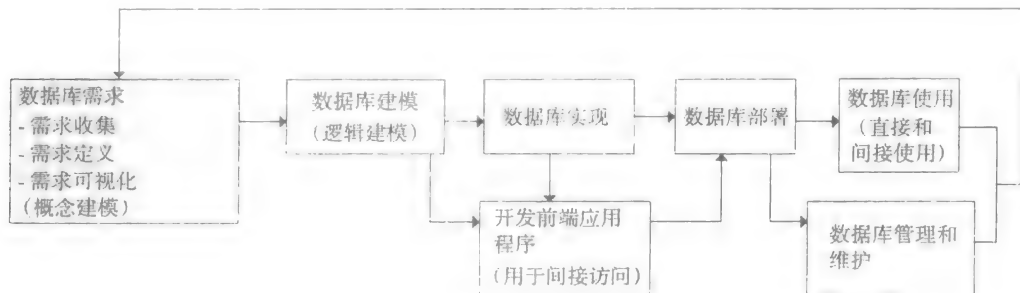 数据库需求
-需求收集
-需求定义
-需求可视化
(概念建模)
数据库建模
(逻辑建模)
数据库实现
数据库部署
数据库使用
(直接和
间接使用)
开发前端应用
程序
(用于间接访问)
数据库管理和
维护